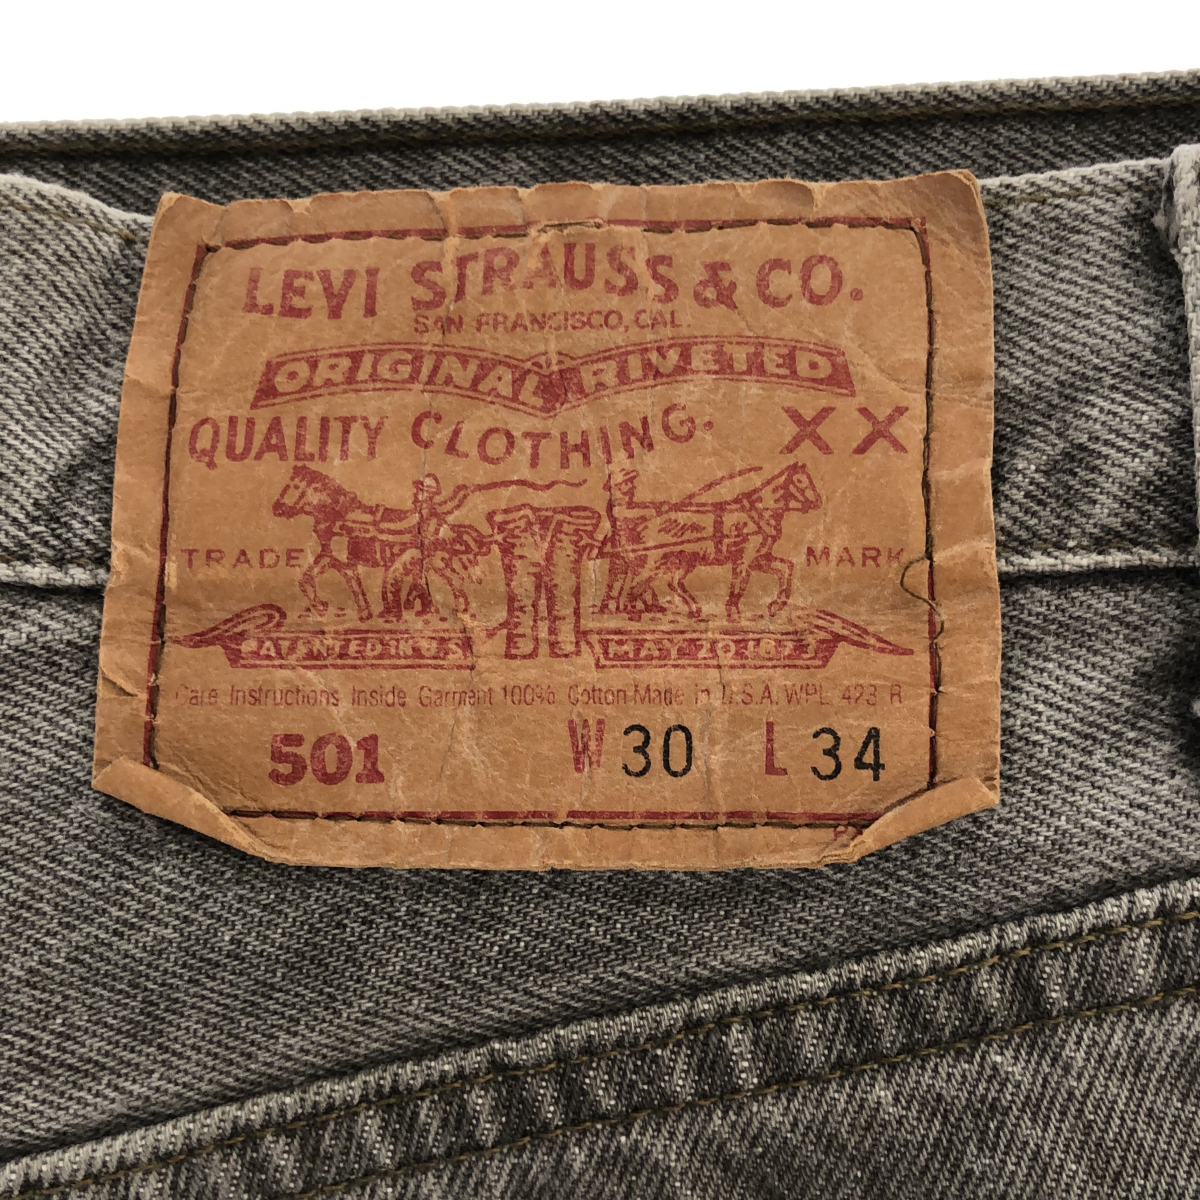 LEVI STRAUSS & CO.
SAN FRANCISCO, CAL.
ORIGINAL RIVETED
QUALITY CLOTHING. XX
TRADE MARK
PATENTED IN U.S. MAY 20 1873
Care Instructions Inside Garment 100% Cotton Made in U.S.A. WPL 423 R
501 W 30 L 34